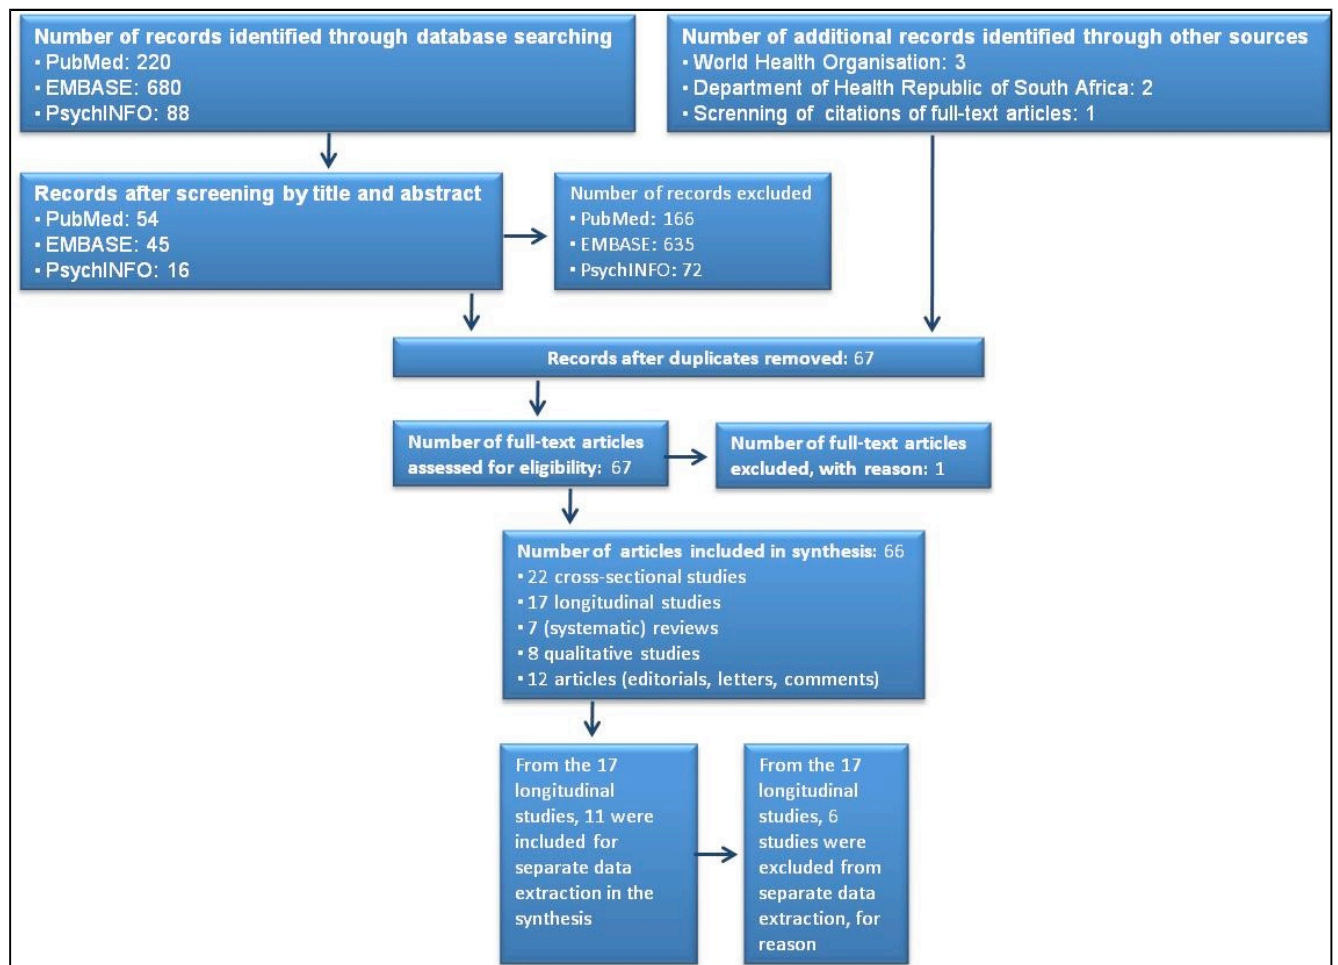 Number of records identified through database searching
▪ PubMed: 220
▪ EMBASE: 680
▪ PsychINFO: 88
Number of additional records identified through other sources
▪ World Health Organisation: 3
▪ Department of Health Republic of South Africa: 2
▪ Screnning of citations of full-text articles: 1
Records after screening by title and abstract
▪ PubMed: 54
▪ EMBASE: 45
▪ PsychINFO: 16
Number of records excluded
▪ PubMed: 166
▪ EMBASE: 635
▪ PsychINFO: 72
Records after duplicates removed: 67
Number of full-text articles
assessed for eligibility: 67
Number of full-text articles
excluded, with reason: 1
Number of articles included in synthesis: 66
▪ 22 cross-sectional studies
▪ 17 longitudinal studies
▪ 7 (systematic) reviews
▪ 8 qualitative studies
▪ 12 articles (editorials, letters, comments)
From the 17
longitudinal
studies, 11 were
included for
separate data
extraction in the
synthesis
From the 17
longitudinal
studies, 6
studies were
excluded from
separate data
extraction, for
reason